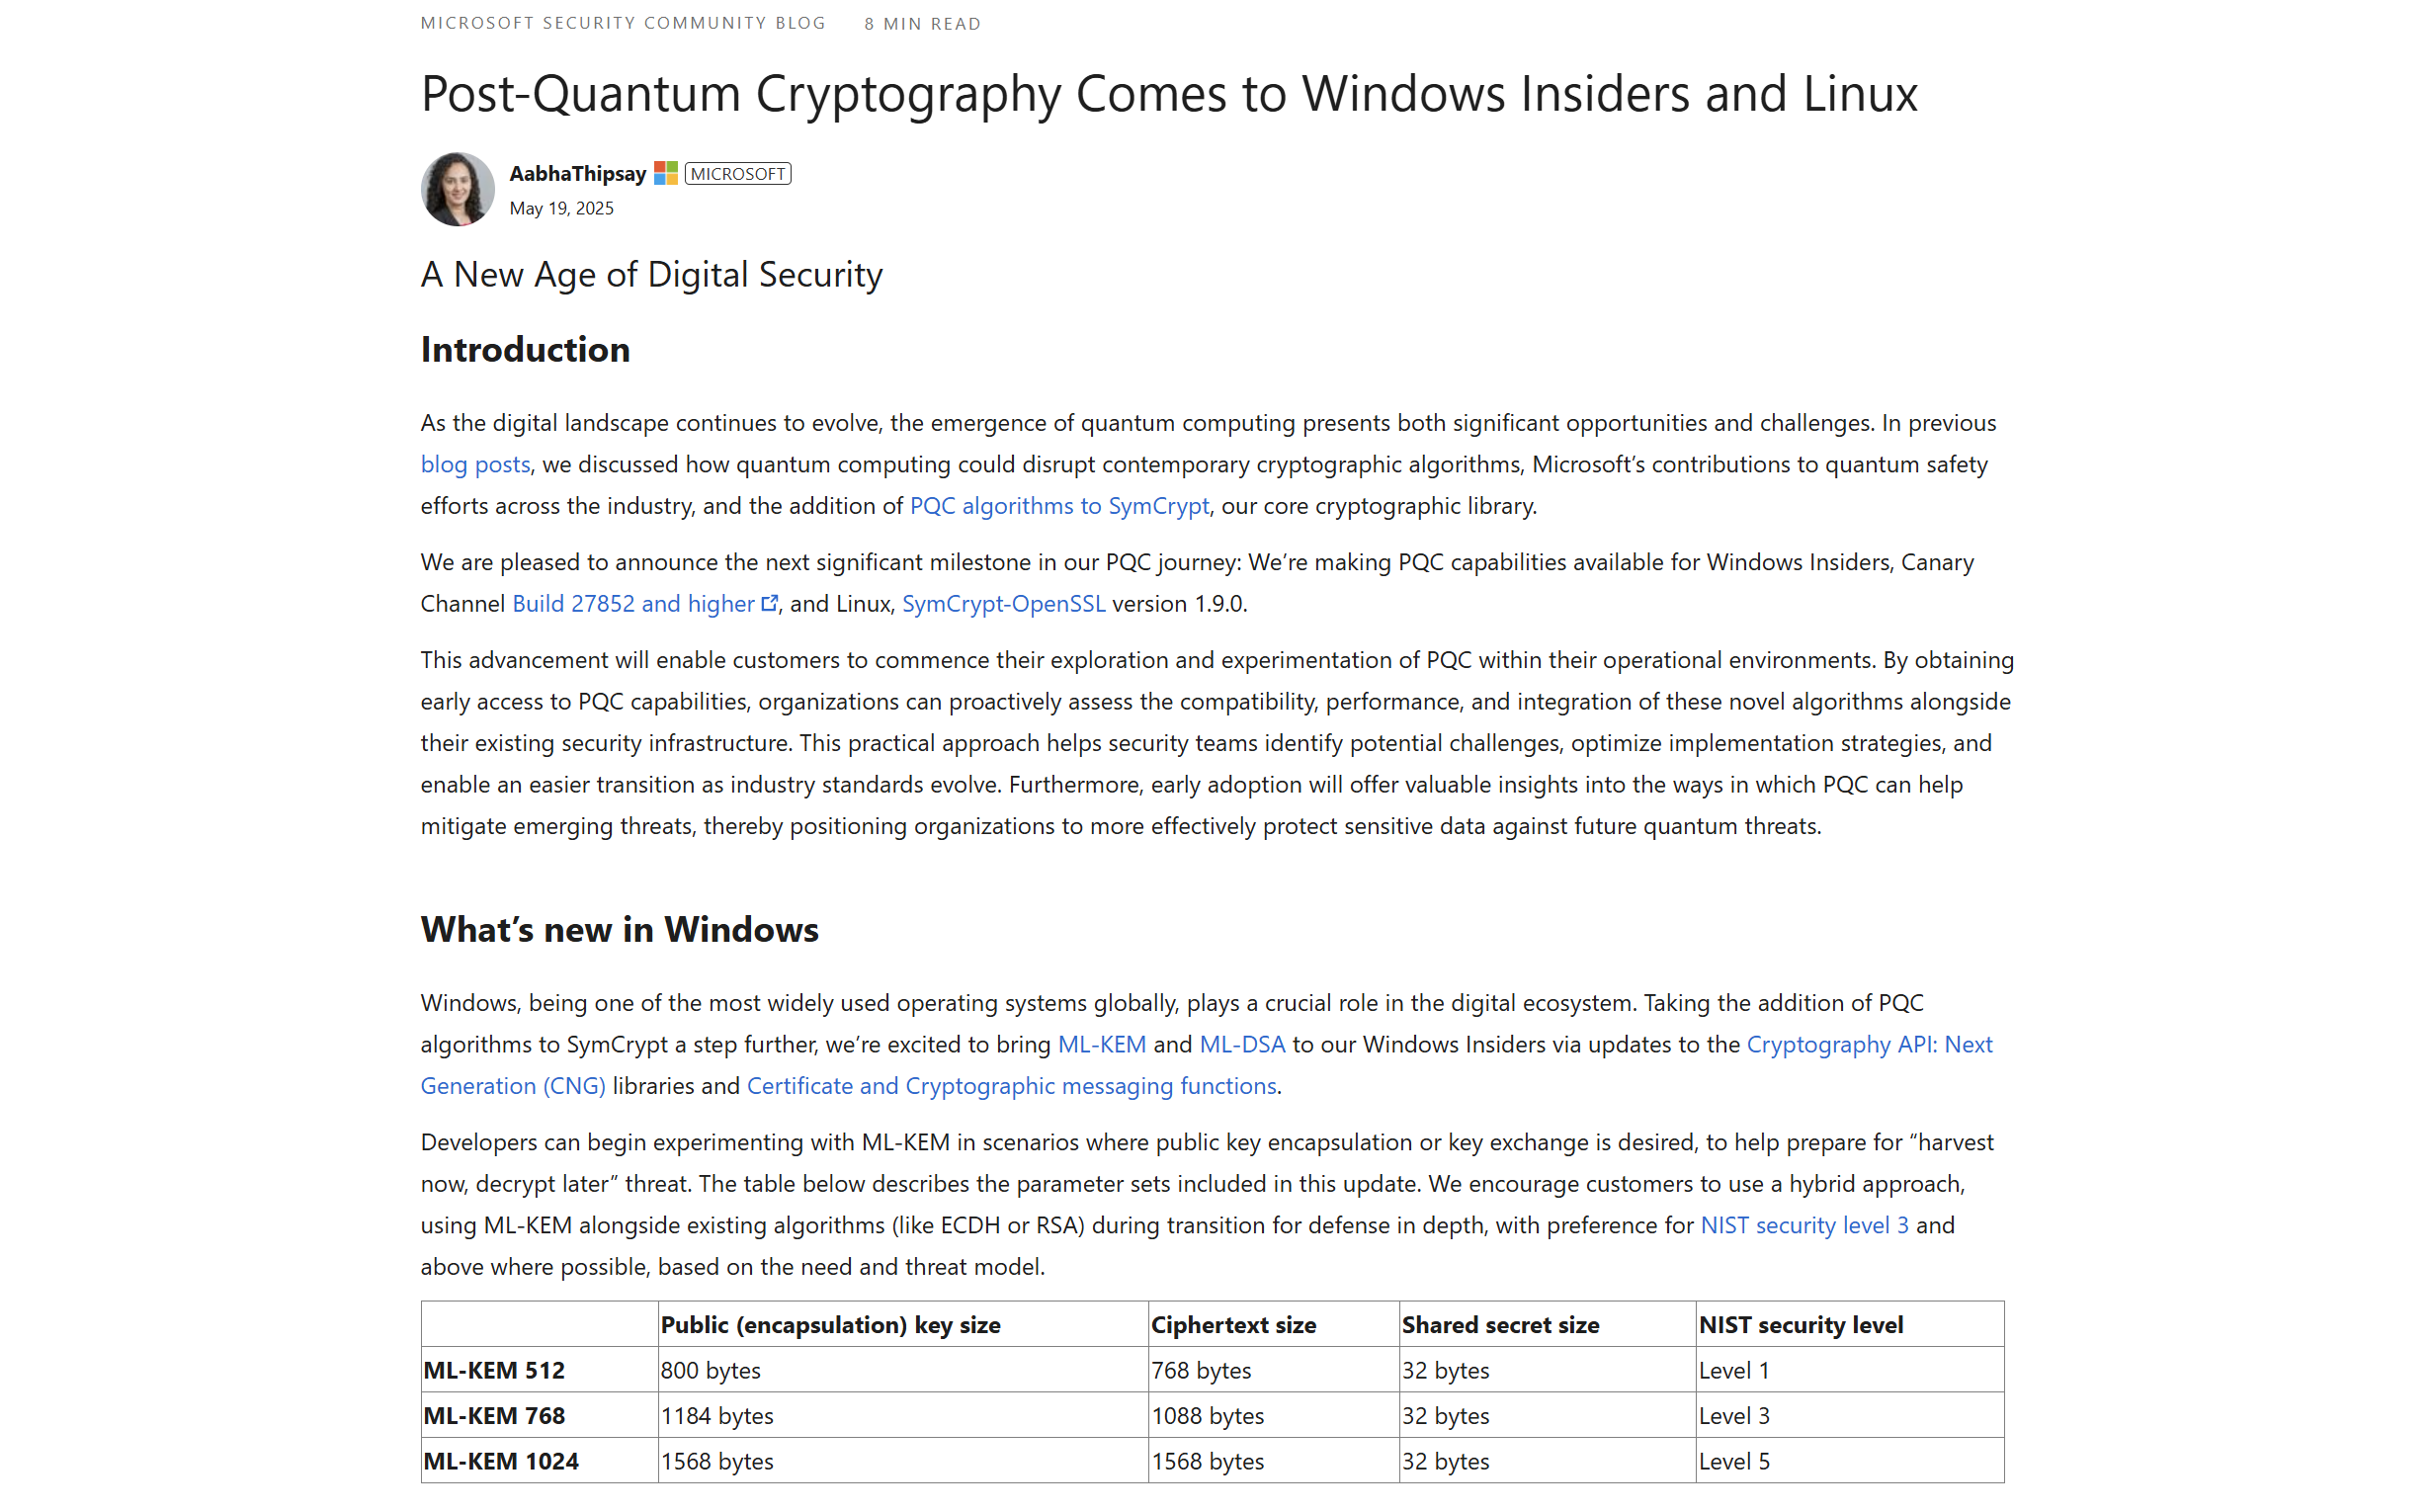 MICROSOFT SECURITY COMMUNITY BLOG 8 MIN READ
Post-Quantum Cryptography Comes to Windows Insiders and Linux
AabhaThipsay MICROSOFT
May 19, 2025
A New Age of Digital Security
Introduction
As the digital landscape continues to evolve, the emergence of quantum computing presents both significant opportunities and challenges. In previous
blog posts, we discussed how quantum computing could disrupt contemporary cryptographic algorithms, Microsoft’s contributions to quantum safety
efforts across the industry, and the addition of PQC algorithms to SymCrypt, our core cryptographic library.
We are pleased to announce the next significant milestone in our PQC journey: We’re making PQC capabilities available for Windows Insiders, Canary
Channel Build 27852 and higher, and Linux, SymCrypt-OpenSSL version 1.9.0.
This advancement will enable customers to commence their exploration and experimentation of PQC within their operational environments. By obtaining
early access to PQC capabilities, organizations can proactively assess the compatibility, performance, and integration of these novel algorithms alongside
their existing security infrastructure. This practical approach helps security teams identify potential challenges, optimize implementation strategies, and
enable an easier transition as industry standards evolve. Furthermore, early adoption will offer valuable insights into the ways in which PQC can help
mitigate emerging threats, thereby positioning organizations to more effectively protect sensitive data against future quantum threats.
What’s new in Windows
Windows, being one of the most widely used operating systems globally, plays a crucial role in the digital ecosystem. Taking the addition of PQC
algorithms to SymCrypt a step further, we’re excited to bring ML-KEM and ML-DSA to our Windows Insiders via updates to the Cryptography API: Next
Generation (CNG) libraries and Certificate and Cryptographic messaging functions.
Developers can begin experimenting with ML-KEM in scenarios where public key encapsulation or key exchange is desired, to help prepare for “harvest
now, decrypt later” threat. The table below describes the parameter sets included in this update. We encourage customers to use a hybrid approach,
using ML-KEM alongside existing algorithms (like ECDH or RSA) during transition for defense in depth, with preference for NIST security level 3 and
above where possible, based on the need and threat model.
Public (encapsulation) key size Ciphertext size Shared secret size NIST security level
ML-KEM 512 800 bytes 768 bytes 32 bytes Level 1
ML-KEM 768 1184 bytes 1088 bytes 32 bytes Level 3
ML-KEM 1024 1568 bytes 1568 bytes 32 bytes Level 5